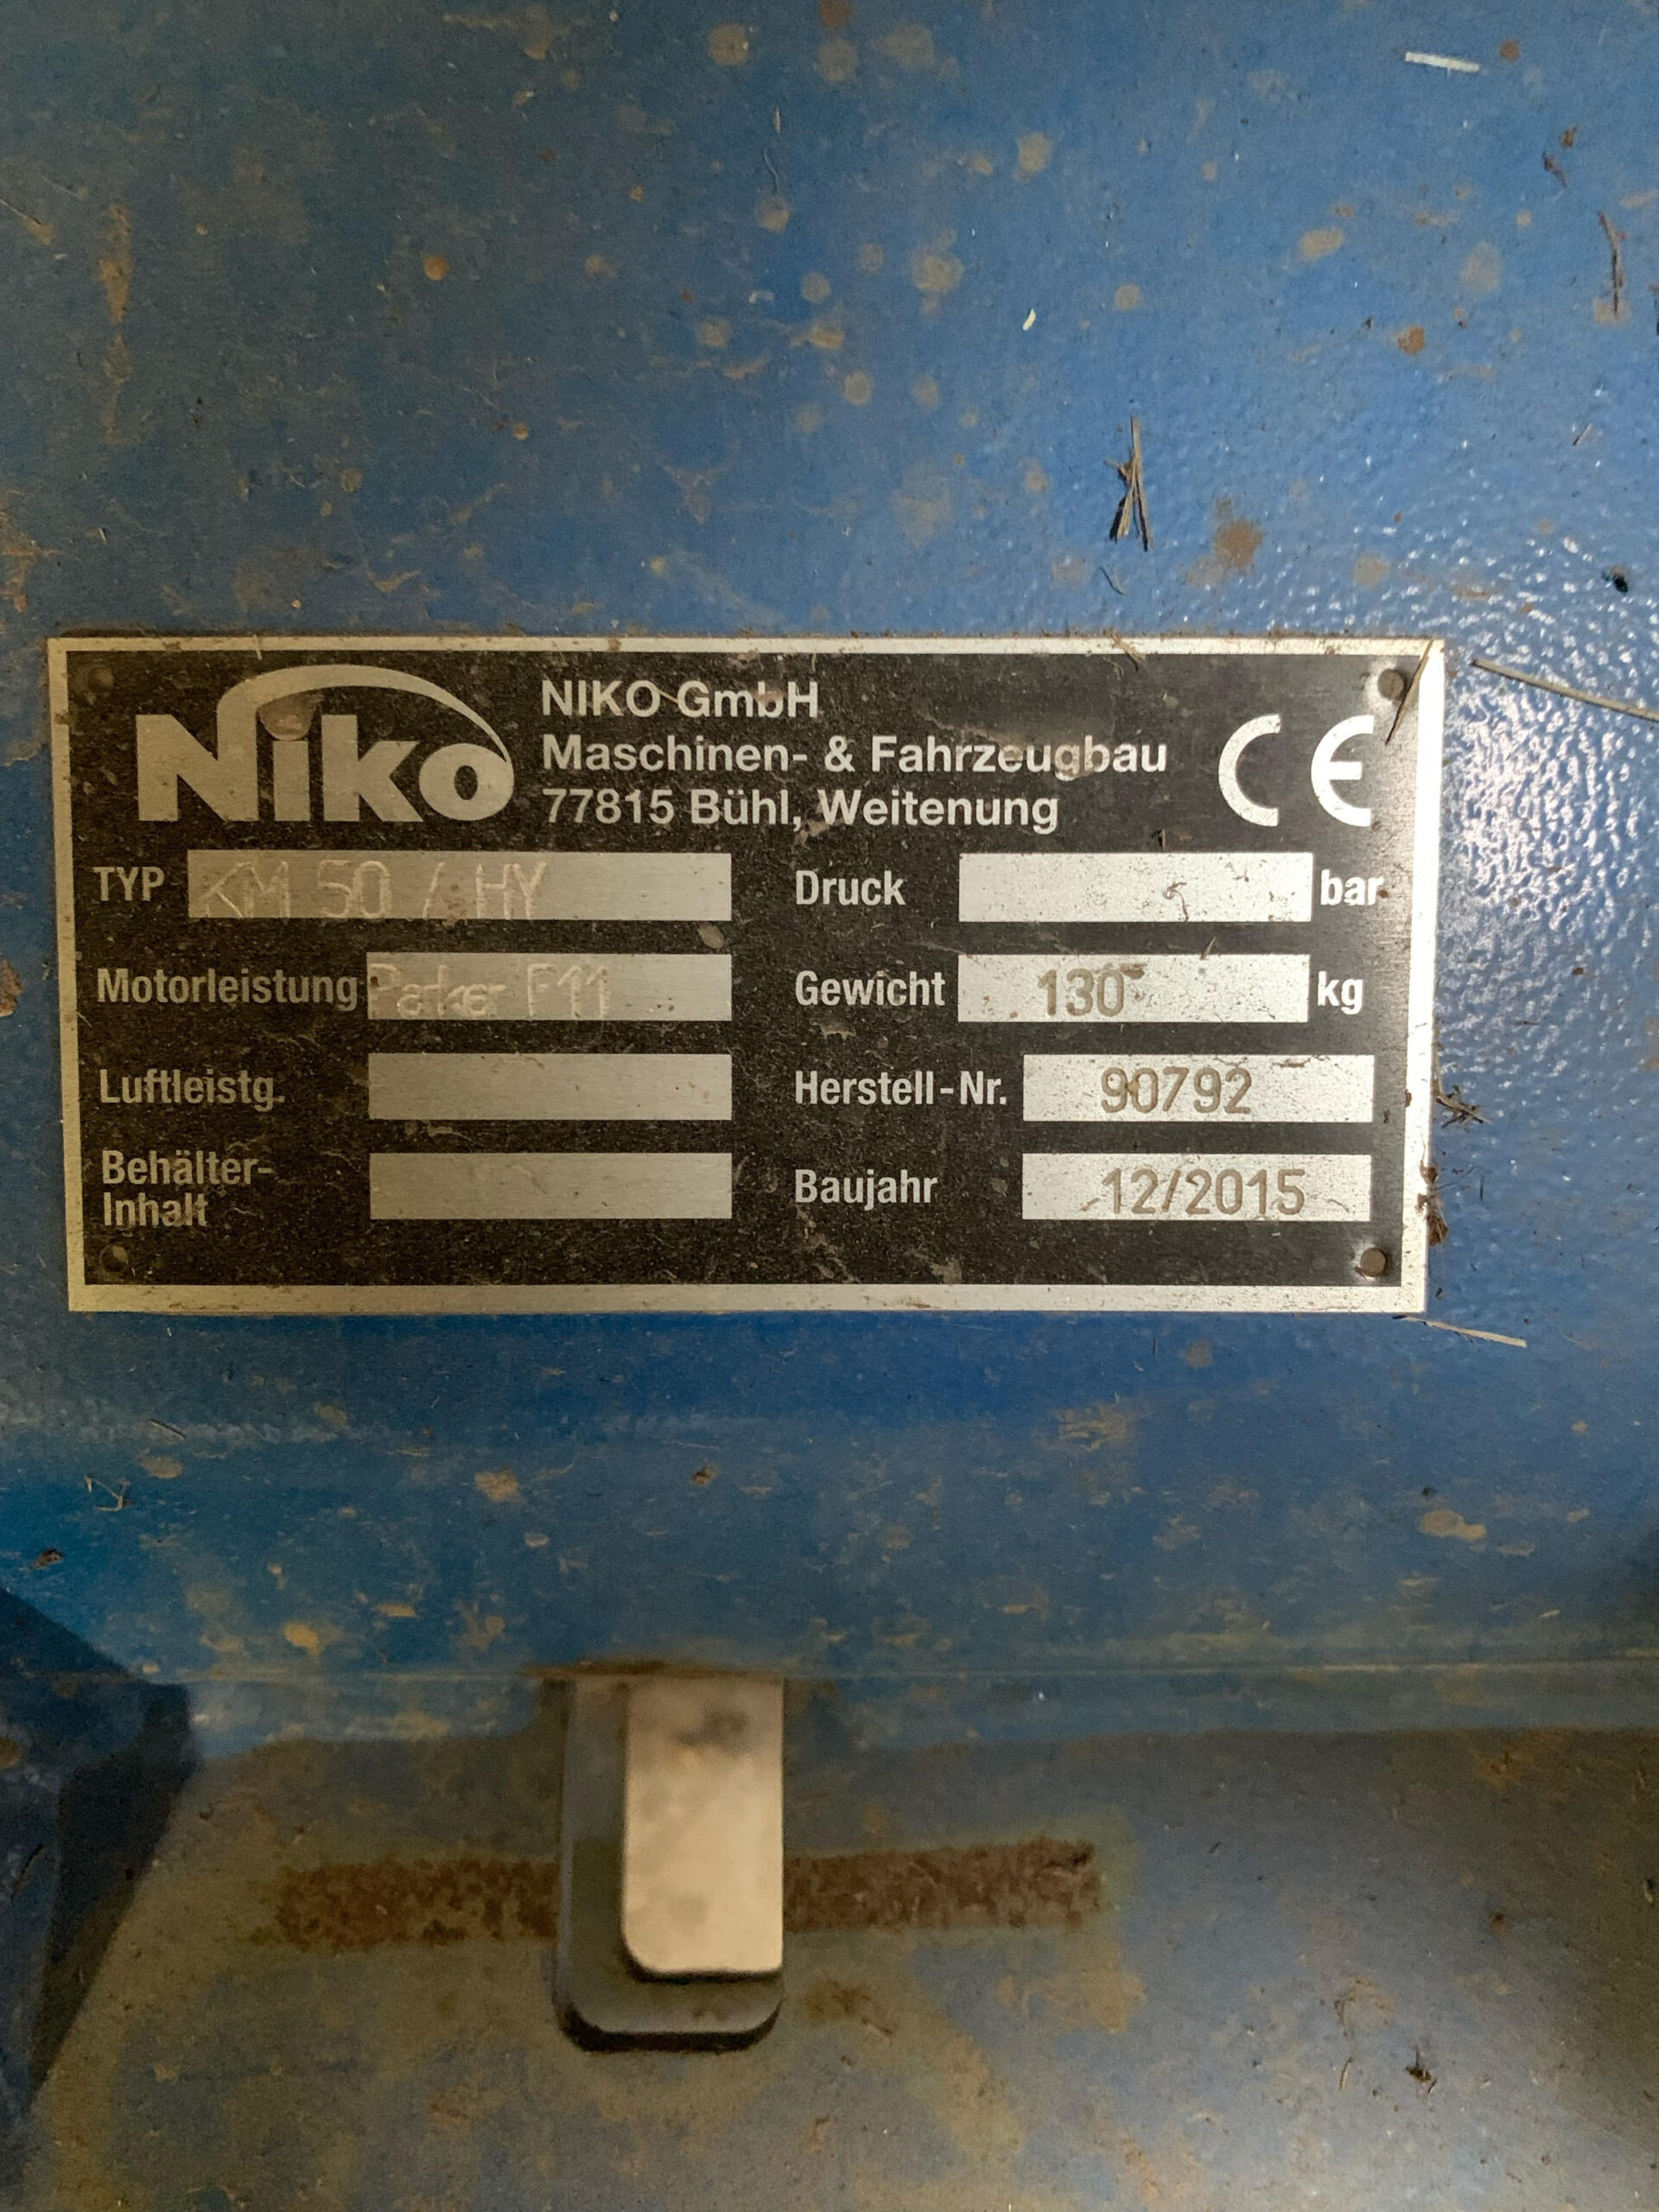 Niko
NIKO GmbH
Maschinen- & Fahrzeugbau
77815 Bühl, Weitenung
CE
TYP KM 50 / HY
Druck bar
Motorleistung Parker F11
Gewicht 130 kg
Luftleistg.
Herstell-Nr. 90792
Behälter-
Inhalt
Baujahr 12/2015